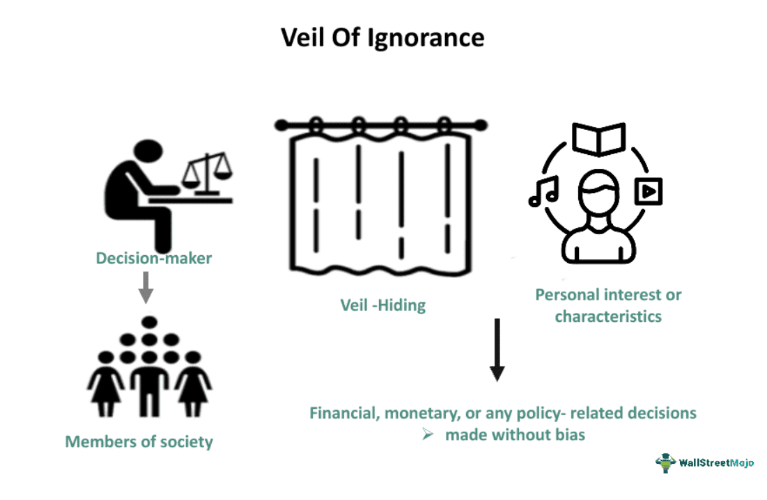 Veil Of Ignorance
Decision-maker
Veil -Hiding
Personal interest or
characteristics
Members of society
Financial, monetary, or any policy- related decisions
➢ made without bias
WallStreetMojo